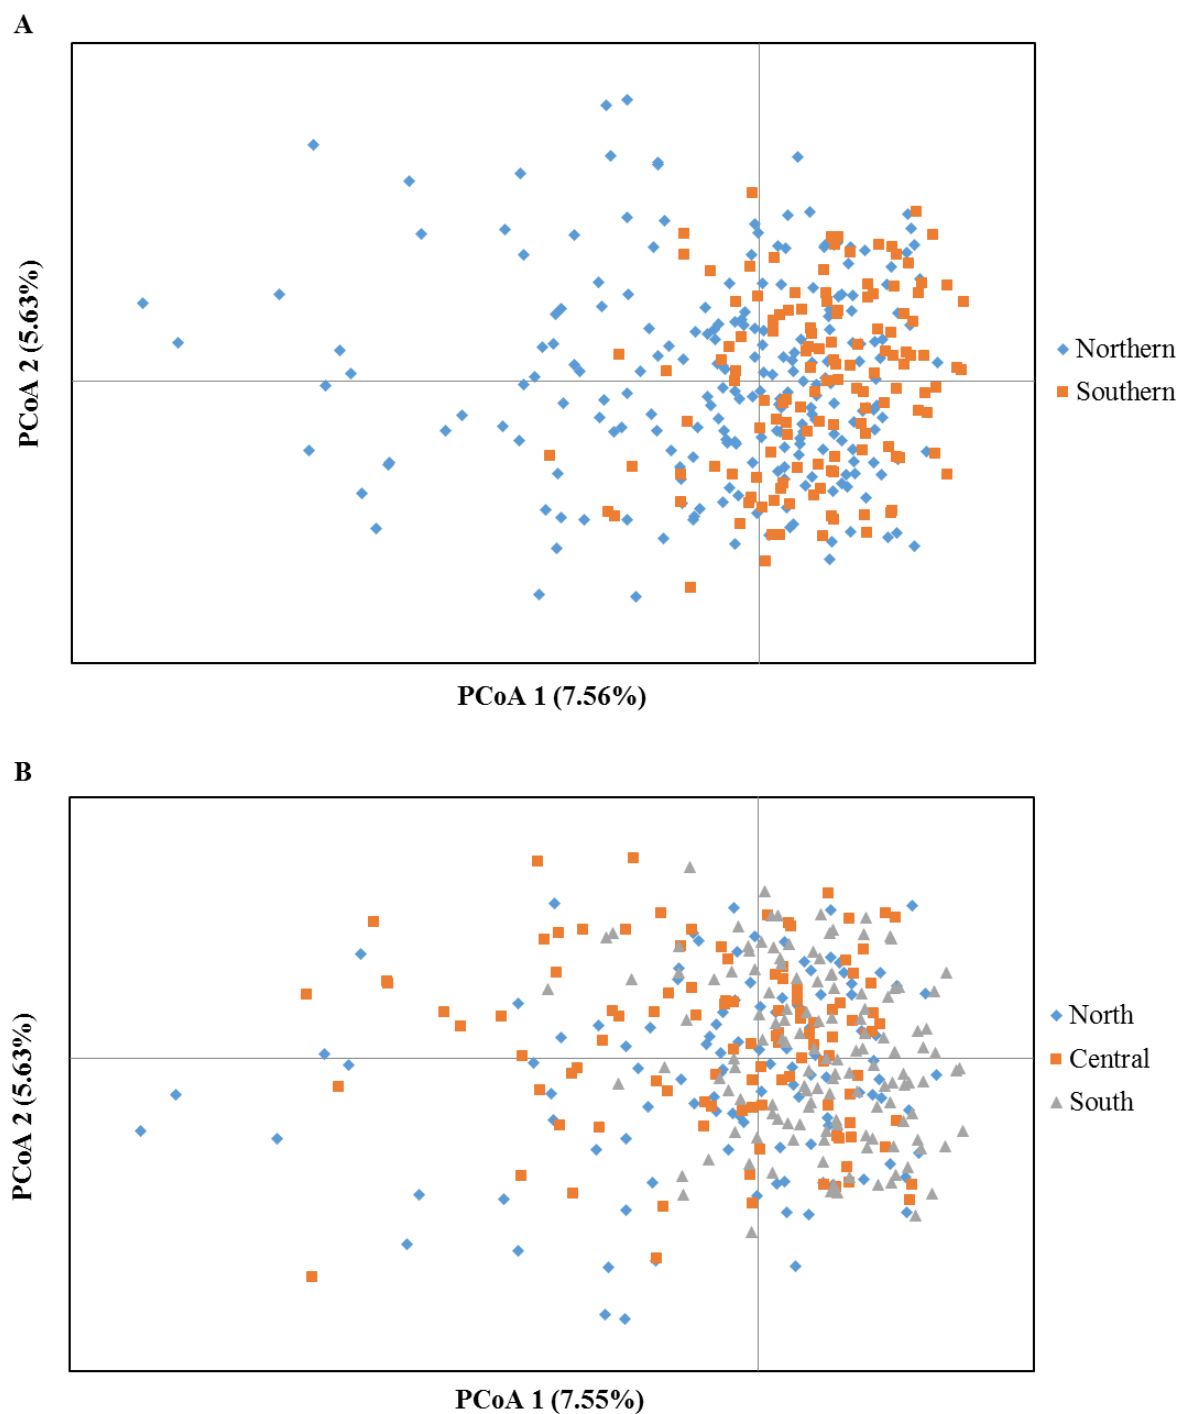 A
PCoA 2 (5.63%)
Northern
Southern
PCoA 1 (7.56%)
B
PCoA 2 (5.63%)
North
Central
South
PCoA 1 (7.55%)